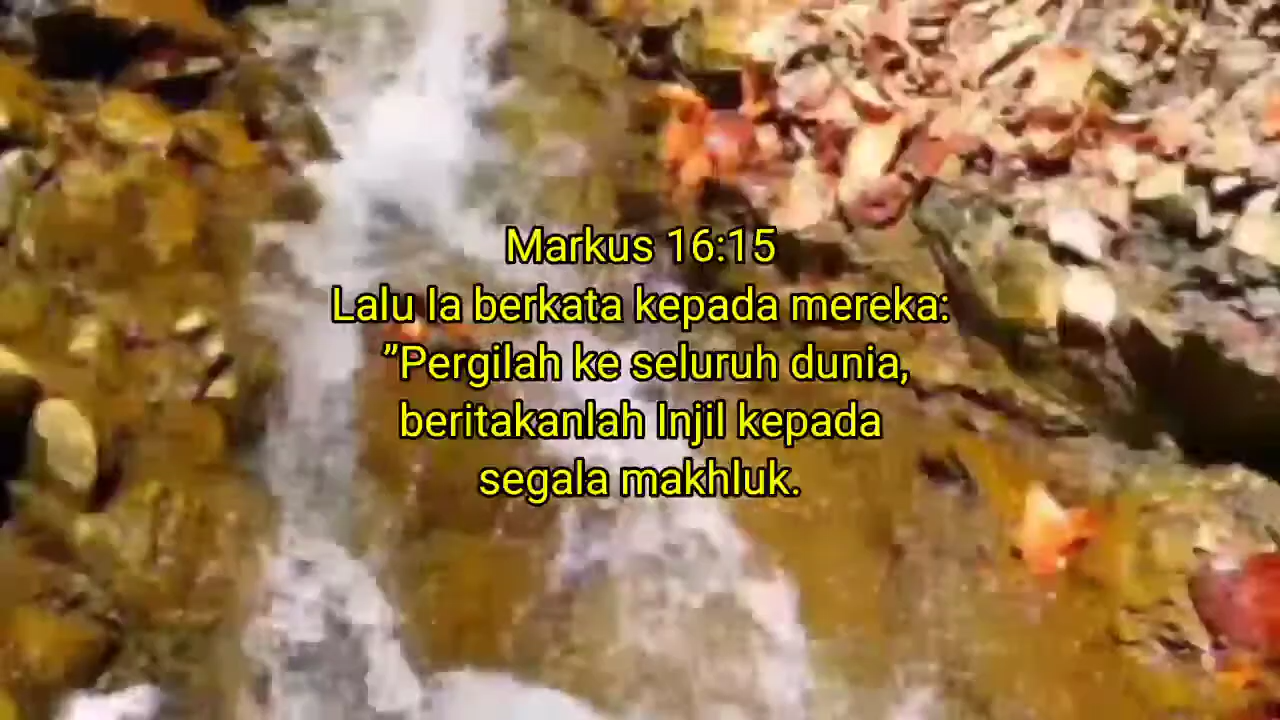 Markus 16:15
Lalu Ia berkata kepada mereka:
”Pergilah ke seluruh dunia,
beritakanlah Injil kepada
segala makhluk.